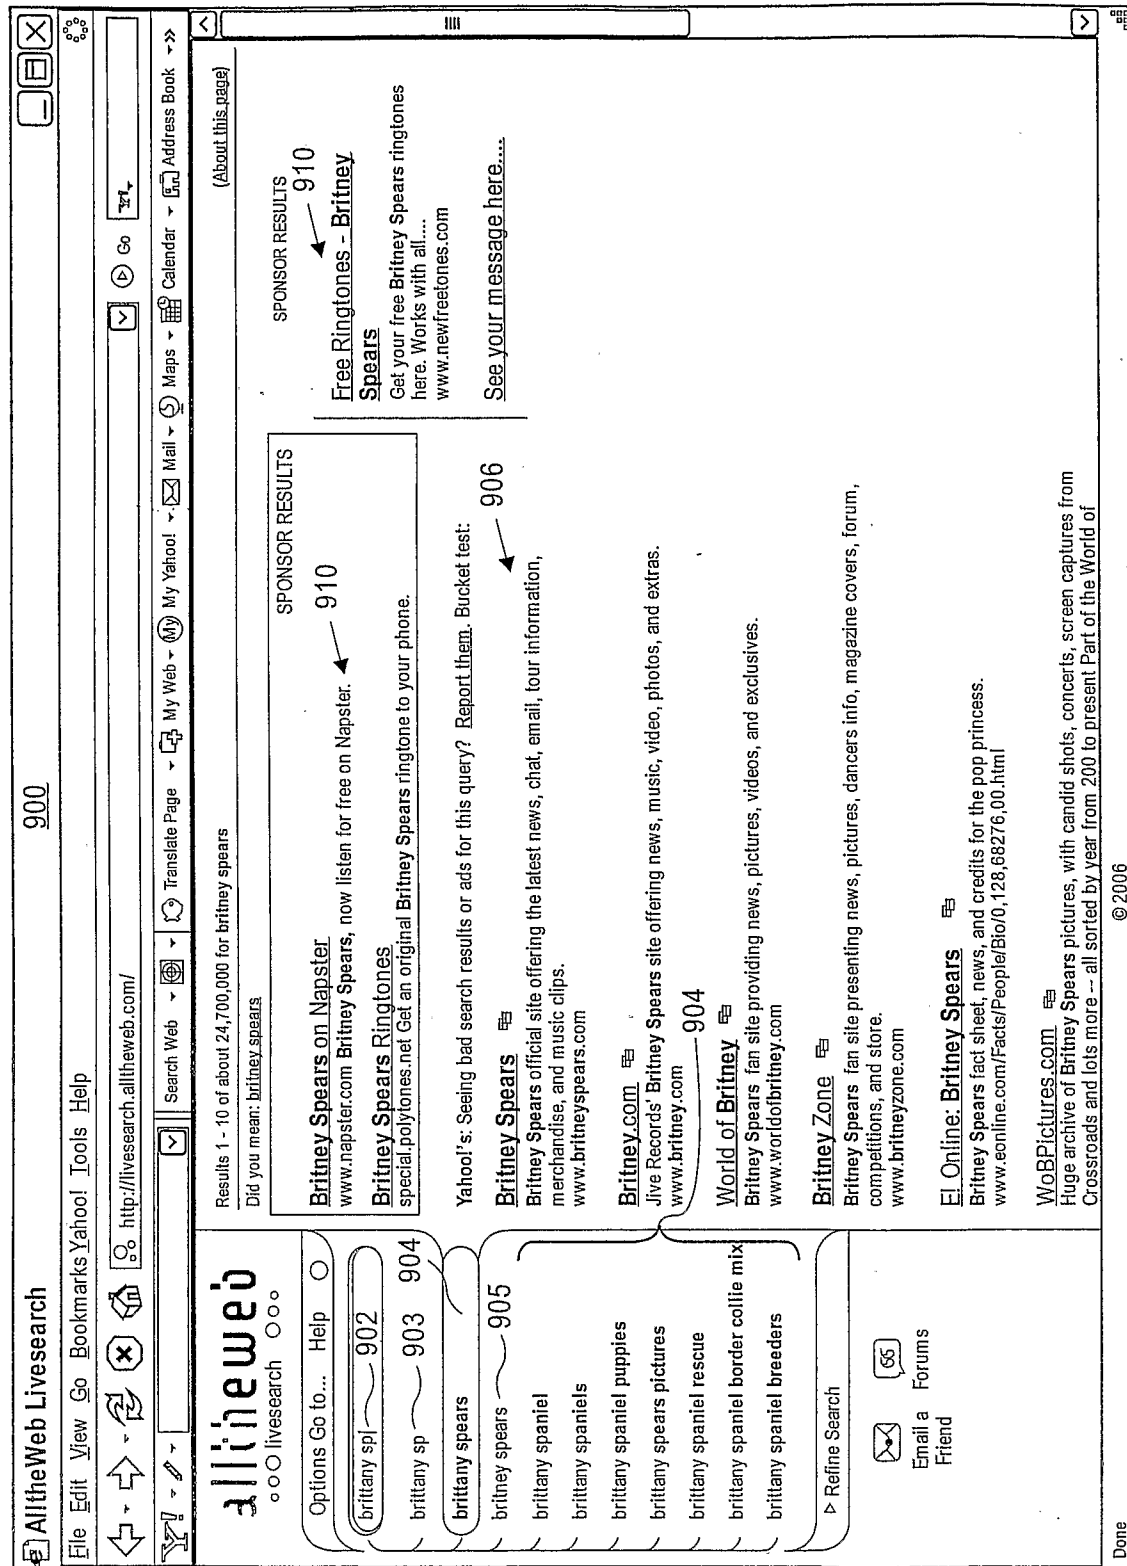 AlltheWeb Livesearch
900
File Edit View Go Bookmarks Yahoo! Tools Help
http://livesearch.alltheweb.com/
Go
Y!
Search Web
Translate Page
My Web
My My Yahoo!
Mail
Maps
Calendar
Address Book
>>
alltheweb
livesearch
Options Go to... Help
brittany sp|
902
brittany sp
903
904
brittany spears
britney spears
905
brittany spaniel
brittany spaniels
brittany spaniel puppies
brittany spears pictures
brittany spaniel rescue
brittany spaniel border collie mix
brittany spaniel breeders
904
Refine Search
Email a
Friend
Forums
Results 1 - 10 of about 24,700,000 for britney spears
(About this page)
Did you mean: britney spears
SPONSOR RESULTS
Britney Spears on Napster
www.napster.com Britney Spears, now listen for free on Napster.
910
Britney Spears Ringtones
special.polytones.net Get an original Britney Spears ringtone to your phone.
Yahoo!'s: Seeing bad search results or ads for this query? Report them. Bucket test:
906
Britney Spears
Britney Spears official site offering the latest news, chat, email, tour information,
merchandise, and music clips.
www.britneyspears.com
Britney.com
Jive Records' Britney Spears site offering news, music, video, photos, and extras.
www.britney.com
World of Britney
Britney Spears fan site providing news, pictures, videos, and exclusives.
www.worldofbritney.com
Britney Zone
Britney Spears fan site presenting news, pictures, dancers info, magazine covers, forum,
competitions, and store.
www.britneyzone.com
E! Online: Britney Spears
Britney Spears fact sheet, news, and credits for the pop princess.
www.eonline.com/Facts/People/Bio/0,128,68276,00.html
WoBPictures.com
Huge archive of Britney Spears pictures, with candid shots, concerts, screen captures from
Crossroads and lots more -- all sorted by year from 200 to present Part of the World of
SPONSOR RESULTS
910
Free Ringtones - Britney
Spears
Get your free Britney Spears ringtones
here. Works with all....
www.newfreetones.com
See your message here....
Done
© 2006